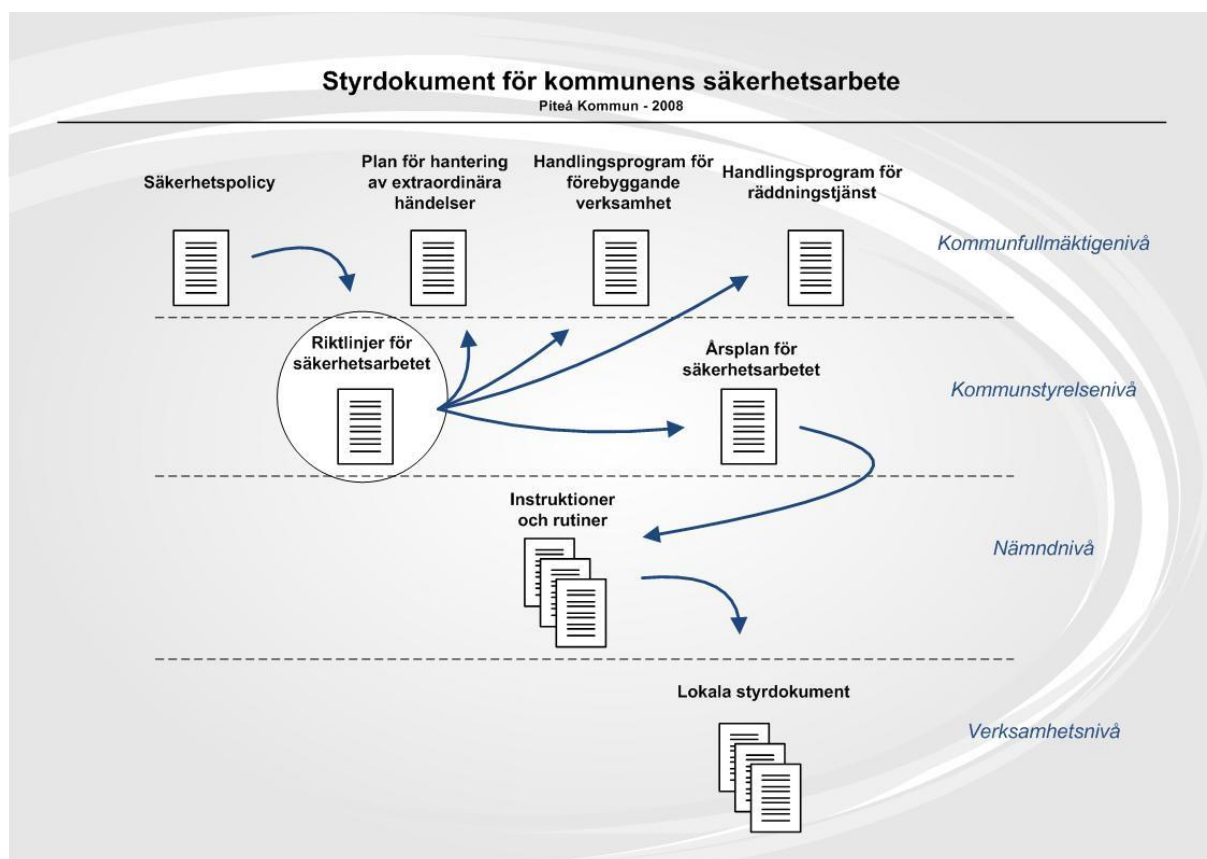 Styrdokument för kommunens säkerhetsarbete
Piteå Kommun - 2008
Säkerhetspolicy
Plan för hantering
av extraordinära
händelser
Handlingsprogram för
förebyggande
verksamhet
Handlingsprogram för
räddningstjänst
Kommunfullmäktigenivå
Riktlinjer för
säkerhetsarbetet
Årsplan för
säkerhetsarbetet
Kommunstyrelsenivå
Instruktioner
och rutiner
Nämndnivå
Lokala styrdokument
Verksamhetsnivå